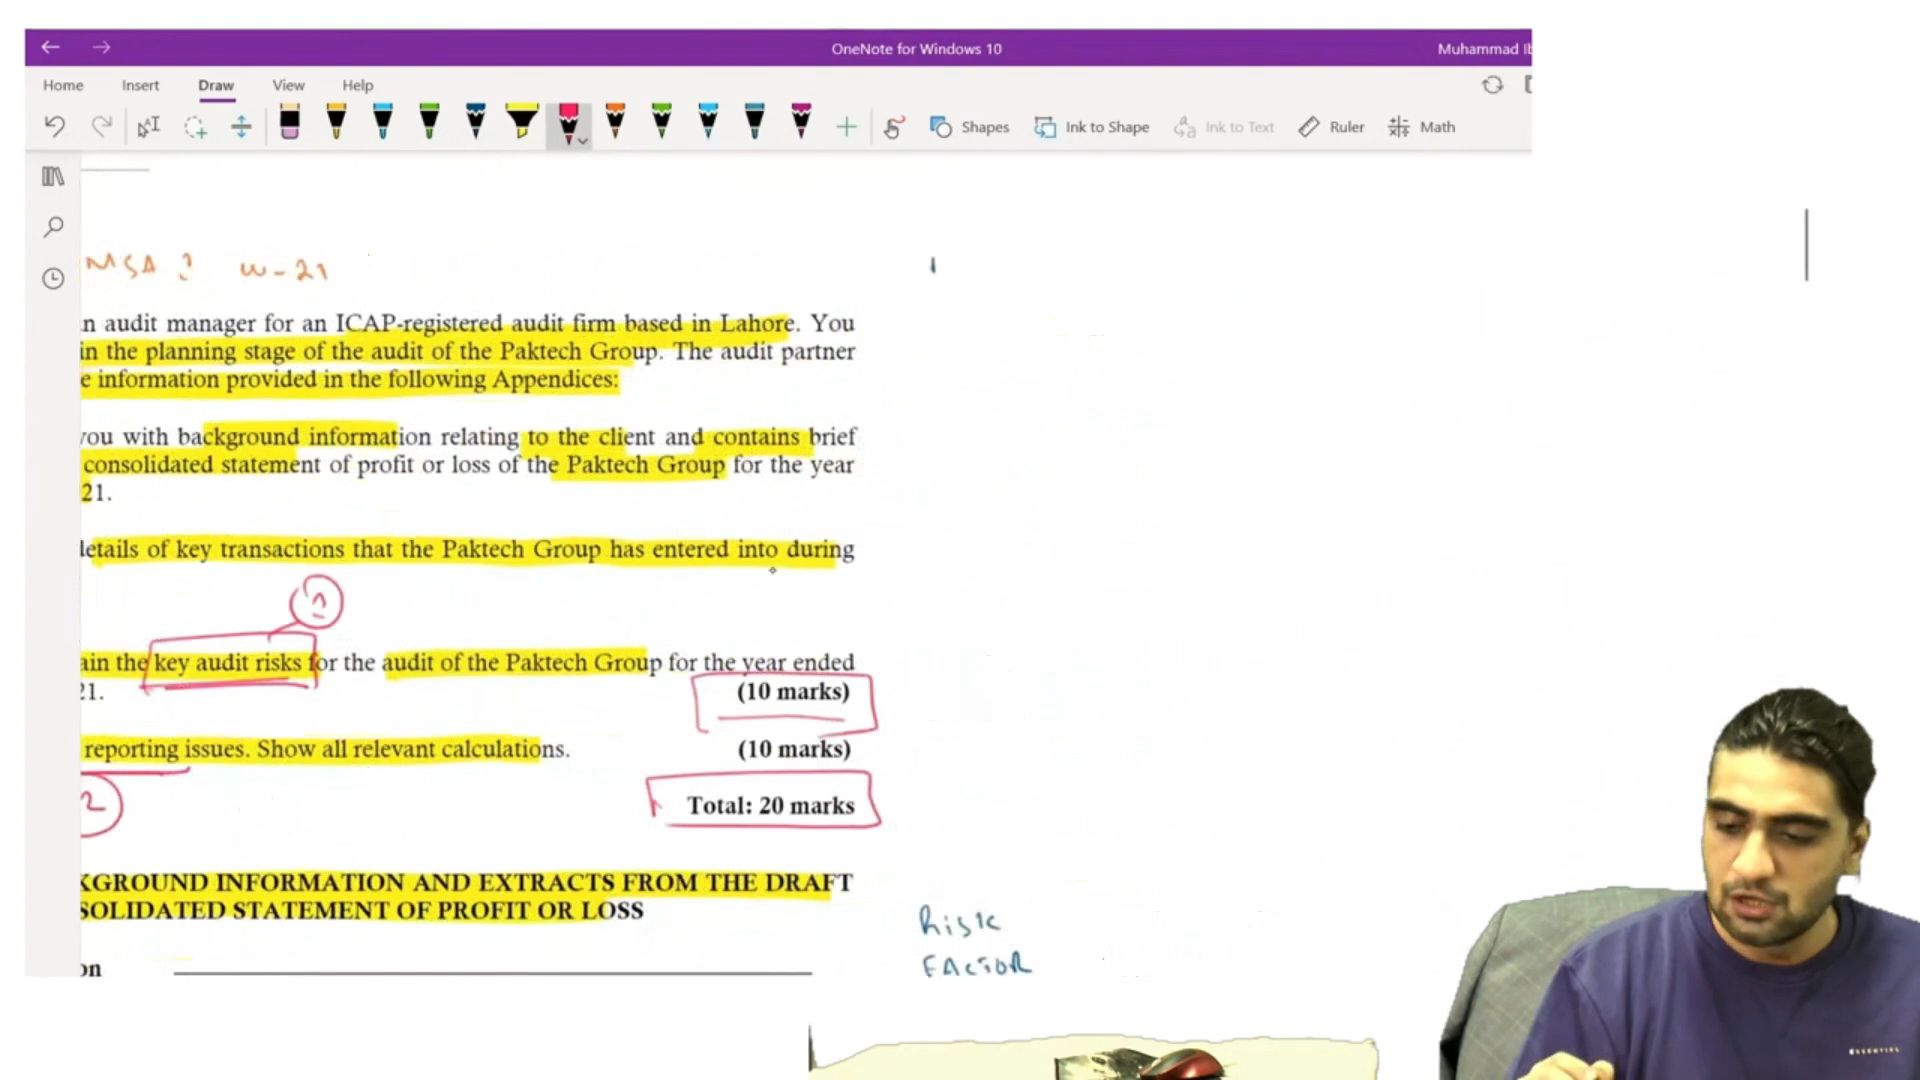 OneNote for Windows 10
Muhammad Ib
Home Insert Draw View Help
Shapes Ink to Shape Ink to Text Ruler Math
MSA 2 W-21
n audit manager for an ICAP-registered audit firm based in Lahore. You
in the planning stage of the audit of the Paktech Group. The audit partner
e information provided in the following Appendices:
you with background information relating to the client and contains brief
consolidated statement of profit or loss of the Paktech Group for the year
21.
details of key transactions that the Paktech Group has entered into during
ain the key audit risks for the audit of the Paktech Group for the year ended
21.
(10 marks)
reporting issues. Show all relevant calculations.
(10 marks)
2
Total: 20 marks
KGROUND INFORMATION AND EXTRACTS FROM THE DRAFT
SOLIDATED STATEMENT OF PROFIT OR LOSS
Risk
FACTOR
on
ESSENTIAL